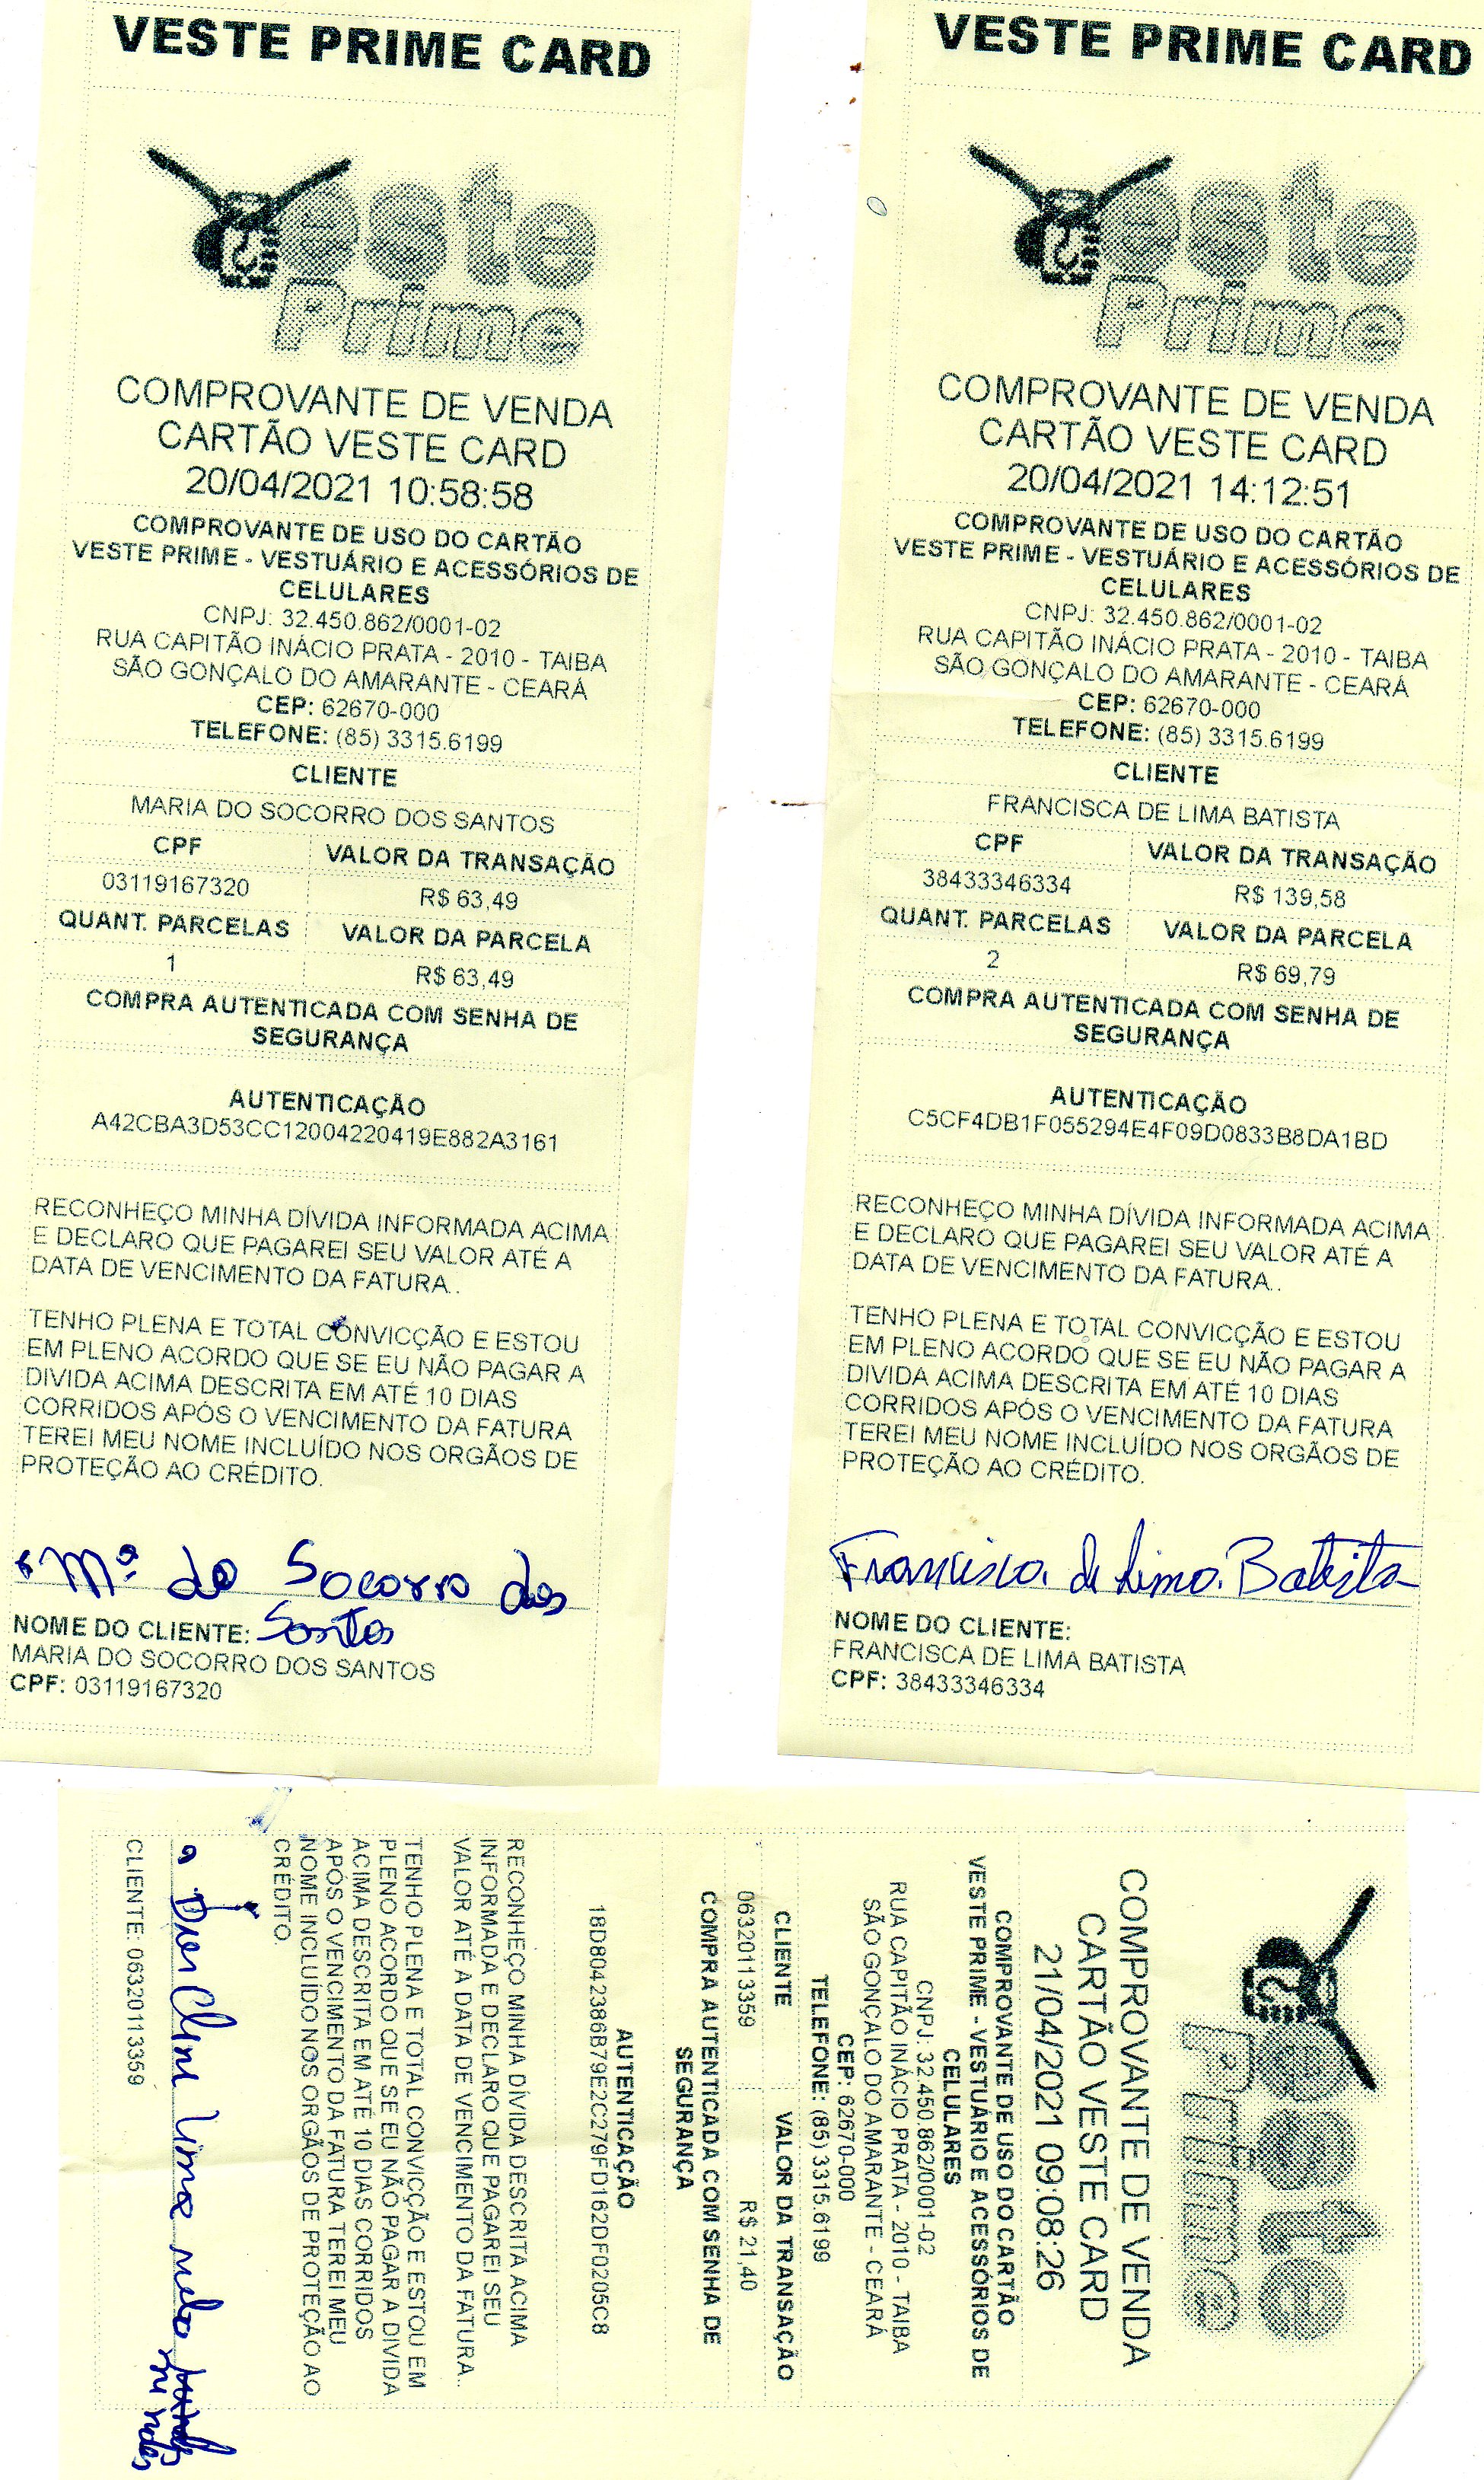 VESTE PRIME CARD
Veste
Prime
COMPROVANTE DE VENDA
CARTÃO VESTE CARD
20/04/2021 10:58:58
COMPROVANTE DE USO DO CARTÃO
VESTE PRIME - VESTUÁRIO E ACESSÓRIOS DE
CELULARES
CNPJ: 32.450.862/0001-02
RUA CAPITÃO INÁCIO PRATA - 2010 - TAIBA
SÃO GONÇALO DO AMARANTE - CEARÁ
CEP: 62670-000
TELEFONE: (85) 3315.6199
CLIENTE
MARIA DO SOCORRO DOS SANTOS
CPF VALOR DA TRANSAÇÃO
03119167320 R$ 63,49
QUANT. PARCELAS VALOR DA PARCELA
1 R$ 63,49
COMPRA AUTENTICADA COM SENHA DE
SEGURANÇA
AUTENTICAÇÃO
A42CBA3D53CC12004220419E882A3161
RECONHEÇO MINHA DÍVIDA INFORMADA ACIMA
E DECLARO QUE PAGAREI SEU VALOR ATÉ A
DATA DE VENCIMENTO DA FATURA..
TENHO PLENA E TOTAL CONVICÇÃO E ESTOU
EM PLENO ACORDO QUE SE EU NÃO PAGAR A
DIVIDA ACIMA DESCRITA EM ATÉ 10 DIAS
CORRIDOS APÓS O VENCIMENTO DA FATURA
TEREI MEU NOME INCLUÍDO NOS ORGÃOS DE
PROTEÇÃO AO CRÉDITO.
Mª do Socorro dos
Santos
NOME DO CLIENTE:
MARIA DO SOCORRO DOS SANTOS
CPF: 03119167320
VESTE PRIME CARD
Veste
Prime
COMPROVANTE DE VENDA
CARTÃO VESTE CARD
20/04/2021 14:12:51
COMPROVANTE DE USO DO CARTÃO
VESTE PRIME - VESTUÁRIO E ACESSÓRIOS DE
CELULARES
CNPJ: 32.450.862/0001-02
RUA CAPITÃO INÁCIO PRATA - 2010 - TAIBA
SÃO GONÇALO DO AMARANTE - CEARÁ
CEP: 62670-000
TELEFONE: (85) 3315.6199
CLIENTE
FRANCISCA DE LIMA BATISTA
CPF VALOR DA TRANSAÇÃO
38433346334 R$ 139,58
QUANT. PARCELAS VALOR DA PARCELA
2 R$ 69,79
COMPRA AUTENTICADA COM SENHA DE
SEGURANÇA
AUTENTICAÇÃO
C5CF4DB1F055294E4F09D0833B8DA1BD
RECONHEÇO MINHA DÍVIDA INFORMADA ACIMA
E DECLARO QUE PAGAREI SEU VALOR ATÉ A
DATA DE VENCIMENTO DA FATURA..
TENHO PLENA E TOTAL CONVICÇÃO E ESTOU
EM PLENO ACORDO QUE SE EU NÃO PAGAR A
DIVIDA ACIMA DESCRITA EM ATÉ 10 DIAS
CORRIDOS APÓS O VENCIMENTO DA FATURA
TEREI MEU NOME INCLUÍDO NOS ORGÃOS DE
PROTEÇÃO AO CRÉDITO.
Francisca de Lima Batista
NOME DO CLIENTE:
FRANCISCA DE LIMA BATISTA
CPF: 38433346334
Veste
Prime
COMPROVANTE DE VENDA
CARTÃO VESTE CARD
21/04/2021 09:08:26
COMPROVANTE DE USO DO CARTÃO
VESTE PRIME - VESTUÁRIO E ACESSÓRIOS DE
CELULARES
CNPJ: 32.450.862/0001-02
RUA CAPITÃO INÁCIO PRATA - 2010 - TAIBA
SÃO GONÇALO DO AMARANTE - CEARÁ
CEP: 62670-000
TELEFONE: (85) 3315.6199
CLIENTE VALOR DA TRANSAÇÃO
06320113359 R$ 21,40
COMPRA AUTENTICADA COM SENHA DE
SEGURANÇA
AUTENTICAÇÃO
18D8042386B79E2C279FD162DF0205C8
RECONHEÇO MINHA DÍVIDA DESCRITA ACIMA
INFORMADA E DECLARO QUE PAGAREI SEU
VALOR ATÉ A DATA DE VENCIMENTO DA FATURA..
TENHO PLENA E TOTAL CONVICÇÃO E ESTOU EM
PLENO ACORDO QUE SE EU NÃO PAGAR A DIVIDA
ACIMA DESCRITA EM ATÉ 10 DIAS CORRIDOS
APÓS O VENCIMENTO DA FATURA TEREI MEU
NOME INCLUÍDO NOS ORGÃOS DE PROTEÇÃO AO
CRÉDITO.
Lima
CLIENTE: 06320113359